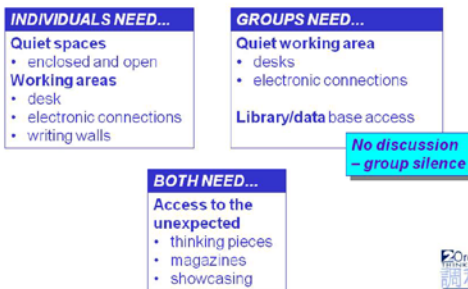 INDIVIDUALS NEED...
Quiet spaces
• enclosed and open
Working areas
• desk
• electronic connections
• writing walls
GROUPS NEED...
Quiet working area
• desks
• electronic connections
Library/data base access
No discussion
– group silence
BOTH NEED...
Access to the
unexpected
• thinking pieces
• magazines
• showcasing